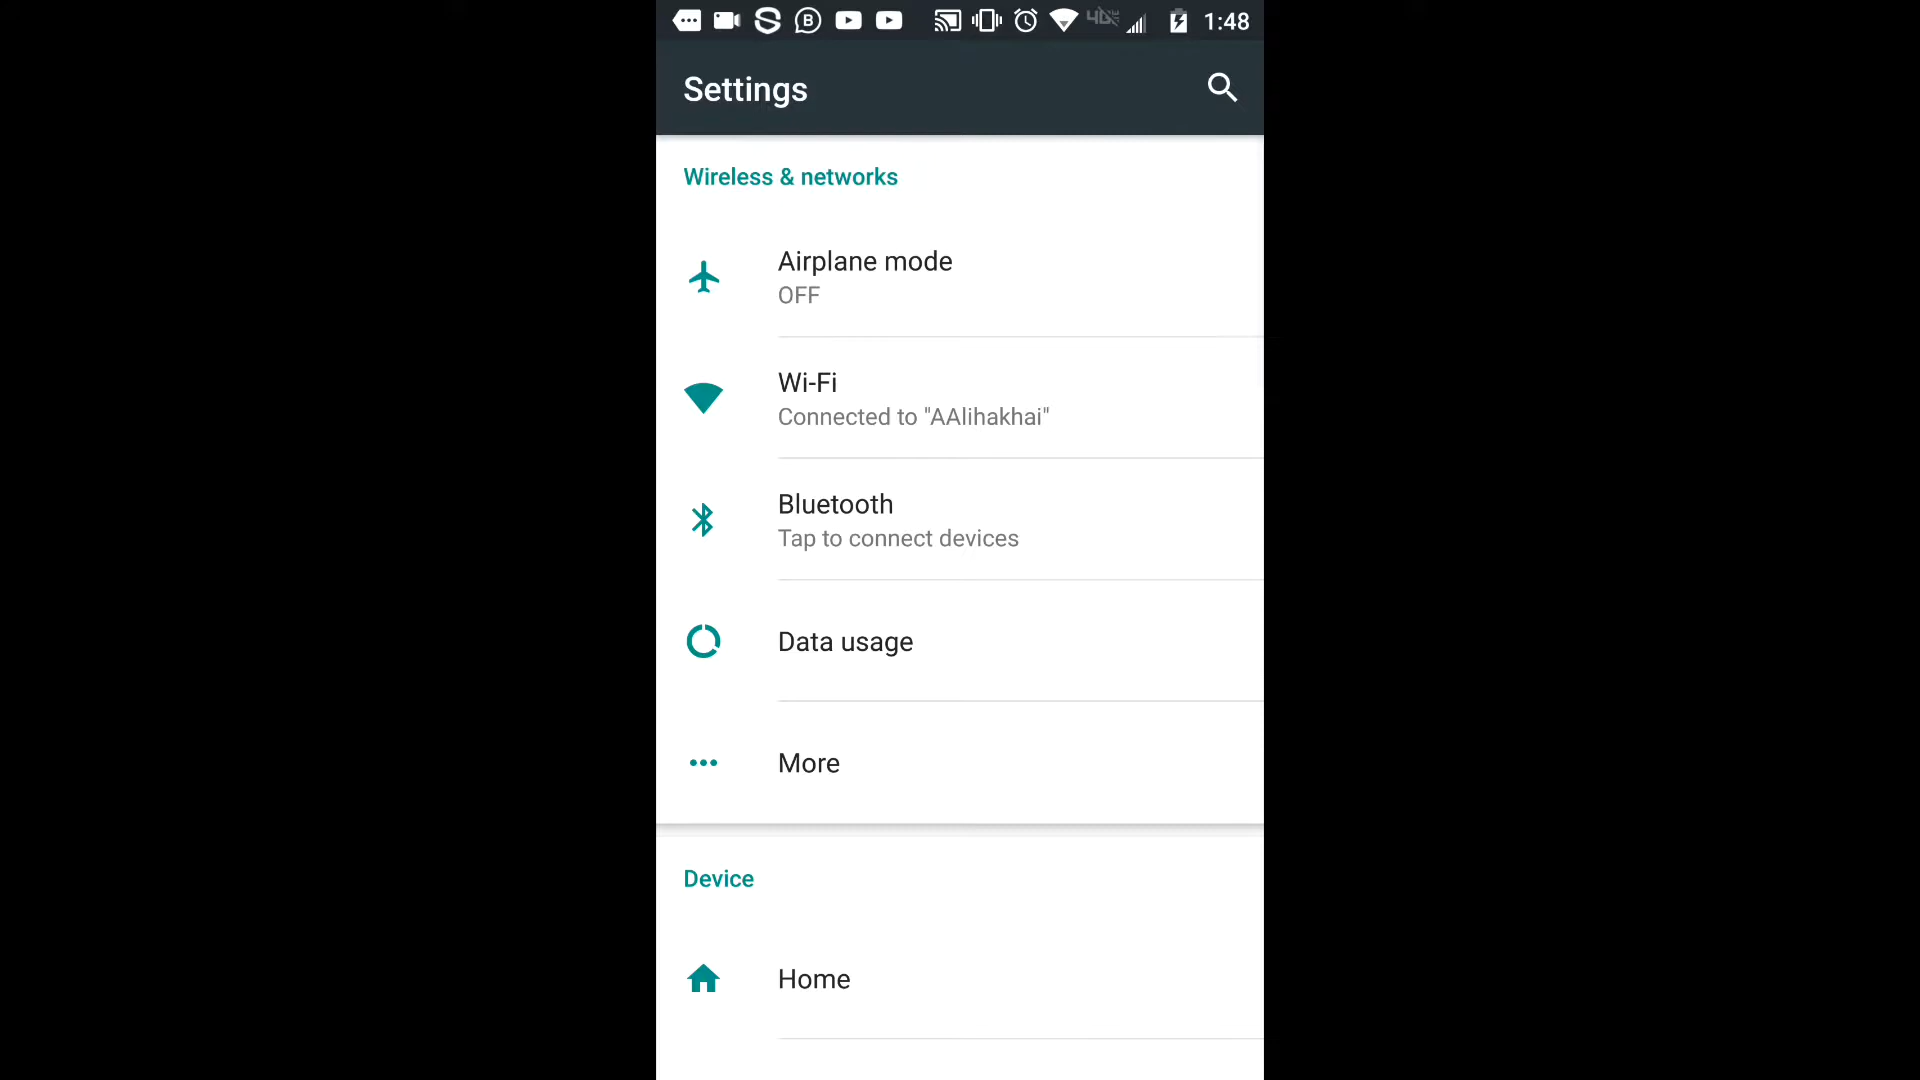 1:48
Settings
Wireless & networks
Airplane mode
OFF
Wi-Fi
Connected to "AAlihakhai"
Bluetooth
Tap to connect devices
Data usage
More
Device
Home